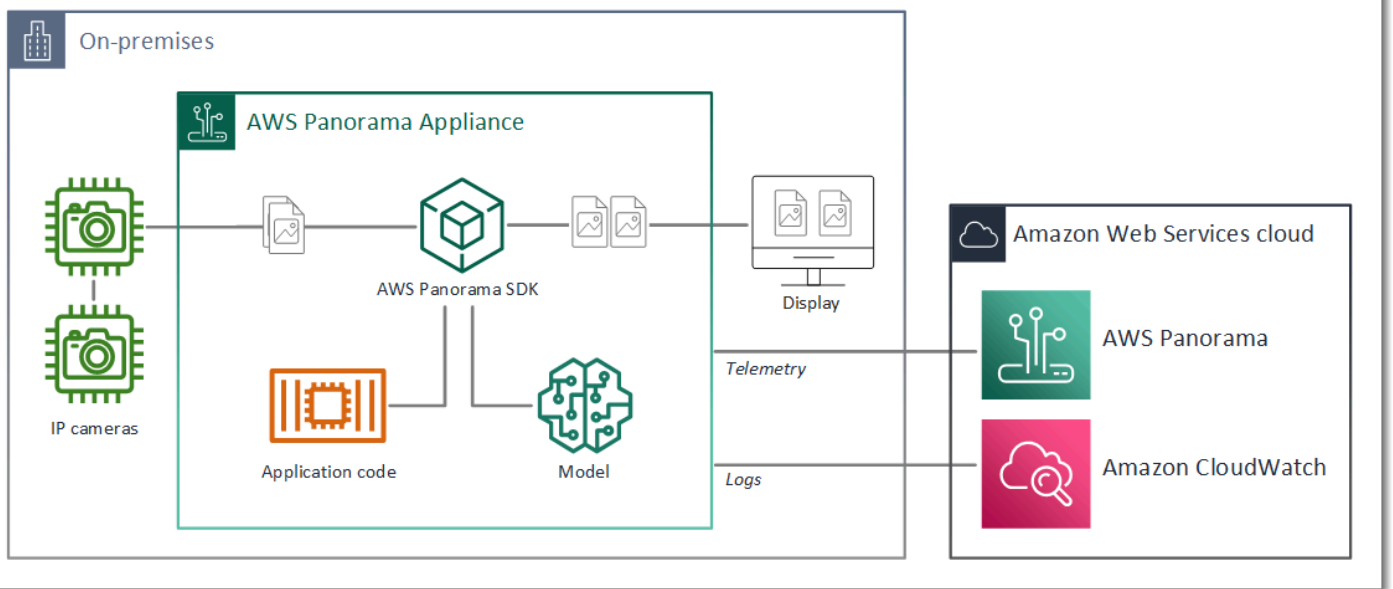 On-premises
AWS Panorama Appliance
AWS Panorama SDK
Display
IP cameras
Application code
Model
Telemetry
Logs
Amazon Web Services cloud
AWS Panorama
Amazon CloudWatch